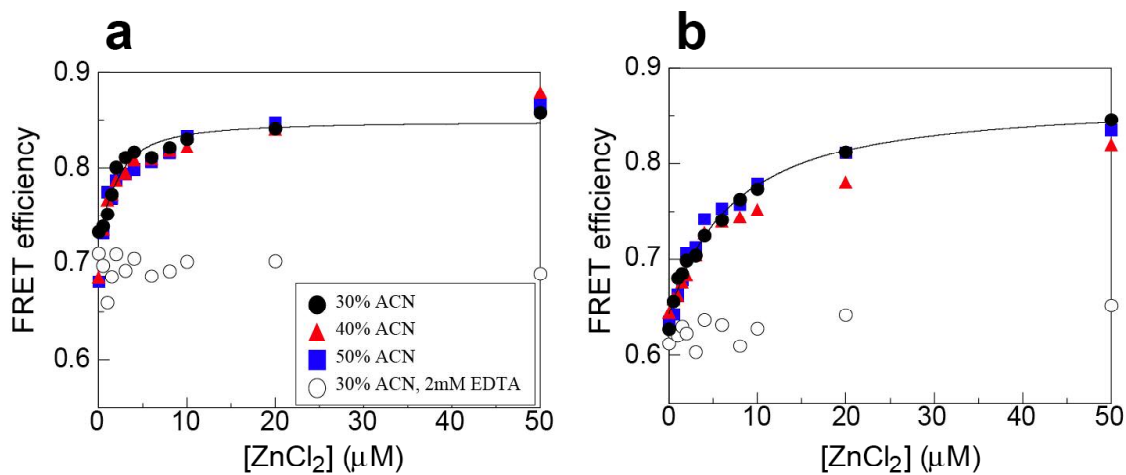 a
b
0.9
0.8
0.7
0.6
FRET efficiency
30% ACN
40% ACN
50% ACN
30% ACN, 2mM EDTA
0 10 20 30 40 50
[ZnCl₂] (μM)
0.9
0.8
0.7
0.6
FRET efficiency
0 10 20 30 40 50
[ZnCl₂] (μM)